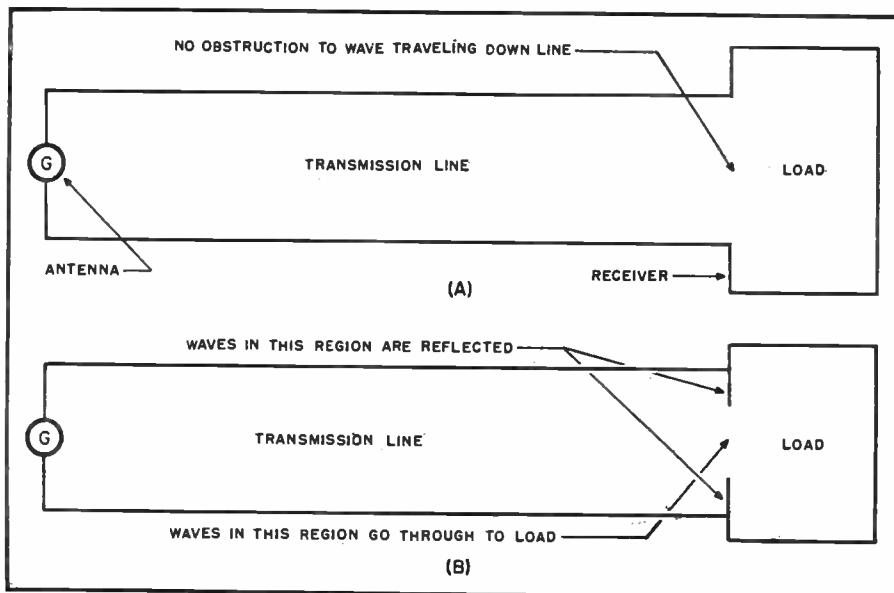 NO OBSTRUCTION TO WAVE TRAVELING DOWN LINE
G
TRANSMISSION LINE
LOAD
ANTENNA
RECEIVER
(A)
WAVES IN THIS REGION ARE REFLECTED
G
TRANSMISSION LINE
LOAD
WAVES IN THIS REGION GO THROUGH TO LOAD
(B)